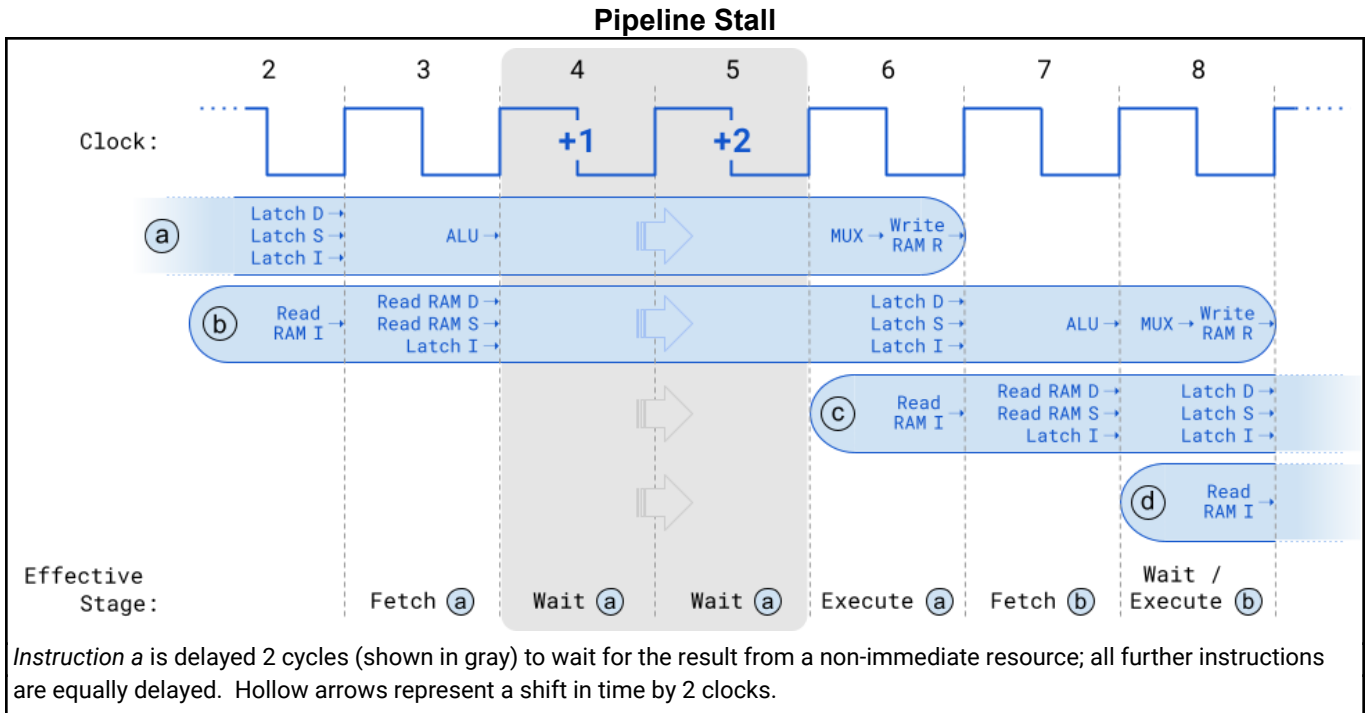 Pipeline Stall
2 3 4 5 6 7 8
Clock: +1 +2
a Latch D Latch S Latch I ALU MUX Write RAM R
b Read RAM I Read RAM D Read RAM S Latch I Latch D Latch S Latch I ALU MUX Write RAM R
c Read RAM I Read RAM D Read RAM S Latch I Latch D Latch S Latch I
d Read RAM I
Effective Stage: Fetch a Wait a Wait a Execute a Fetch b Wait / Execute b
Instruction a is delayed 2 cycles (shown in gray) to wait for the result from a non-immediate resource; all further instructions
are equally delayed. Hollow arrows represent a shift in time by 2 clocks.